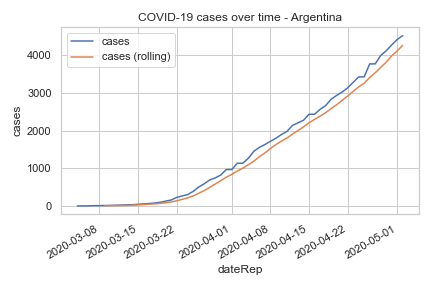 COVID-19 cases over time - Argentina
cases
cases (rolling)
4000
3000
2000
1000
0
cases
2020-03-08
2020-03-15
2020-03-22
2020-04-01
2020-04-08
2020-04-15
2020-04-22
2020-05-01
dateRep